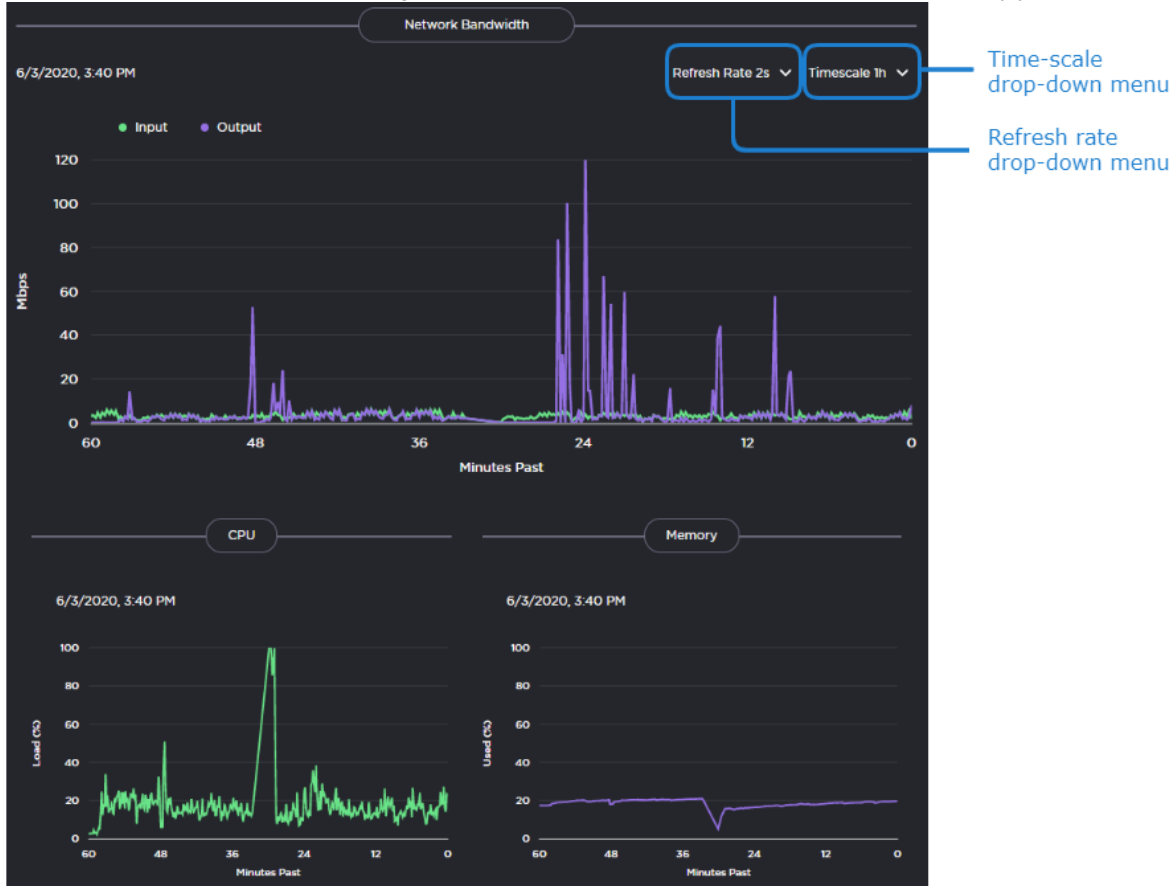 Network Bandwidth
6/3/2020, 3:40 PM
Refresh Rate 2s
Timescale 1h
Time-scale
drop-down menu
Refresh rate
drop-down menu
Input
Output
120
100
80
60
40
20
0
Mbps
60 48 36 24 12 0
Minutes Past
CPU
6/3/2020, 3:40 PM
100
80
60
40
20
0
Load (%)
60 48 36 24 12 0
Minutes Past
Memory
6/3/2020, 3:40 PM
100
80
60
40
20
0
Used (%)
60 48 36 24 12 0
Minutes Past